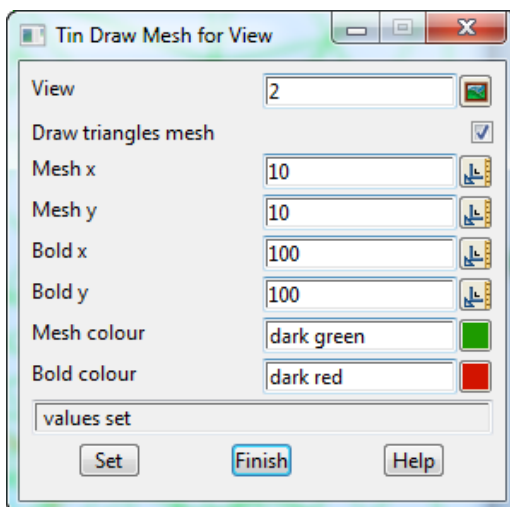 Tin Draw Mesh for View
View 2
Draw triangles mesh
Mesh x 10
Mesh y 10
Bold x 100
Bold y 100
Mesh colour dark green
Bold colour dark red
values set
Set Finish Help